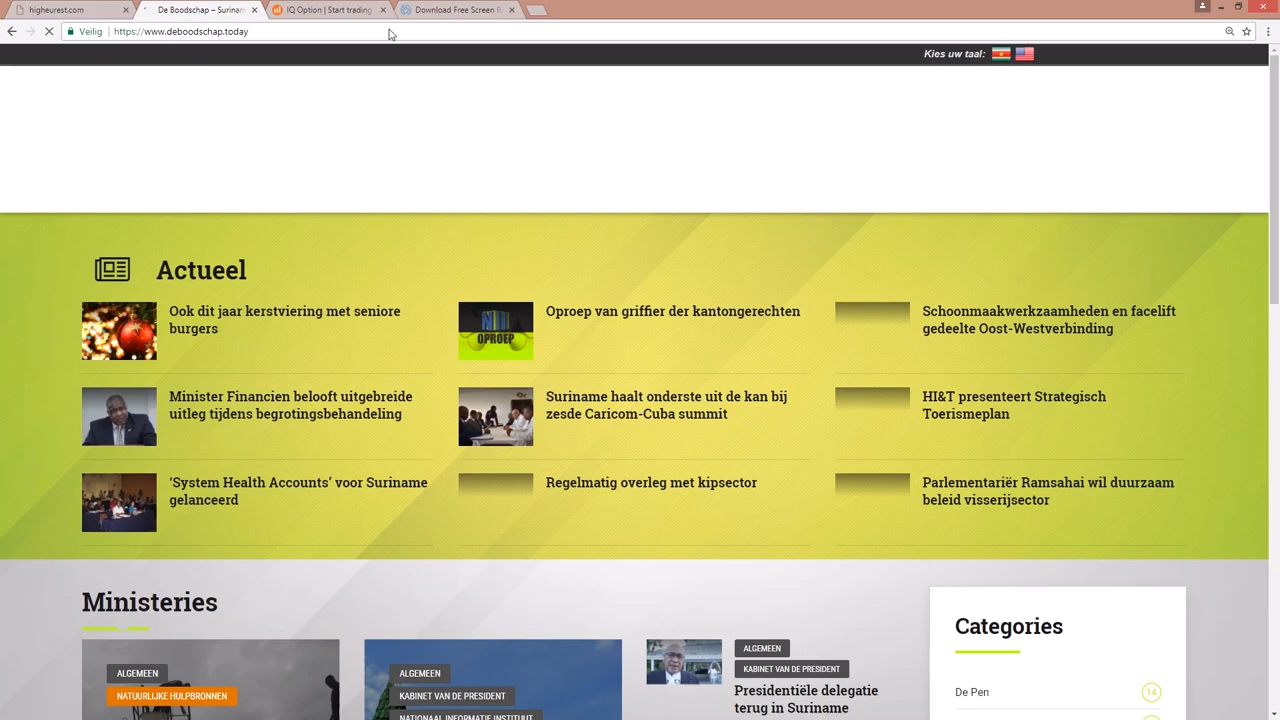 higheurest.com
De Boodschap – Surinam
IQ Option | Start trading
Download Free Screen R
Veilig
https://www.deboodschap.today
Kies uw taal:
Actueel
Ook dit jaar kerstviering met seniore
burgers
Oproep van griffier der kantongerechten
Schoonmaakwerkzaamheden en facelift
gedeelte Oost-Westverbinding
OPROEP
Minister Financien belooft uitgebreide
uitleg tijdens begrotingsbehandeling
Suriname haalt onderste uit de kan bij
zesde Caricom-Cuba summit
HI&T presenteert Strategisch
Toerismeplan
‘System Health Accounts’ voor Suriname
gelanceerd
Regelmatig overleg met kipsector
Parlementariër Ramsahai wil duurzaam
beleid visserijsector
Ministeries
ALGEMEEN
NATUURLIJKE HULPBRONNEN
ALGEMEEN
KABINET VAN DE PRESIDENT
NATIONAAL INFORMATIE INSTITUUT
ALGEMEEN
KABINET VAN DE PRESIDENT
Presidentiële delegatie
terug in Suriname
Categories
De Pen
14